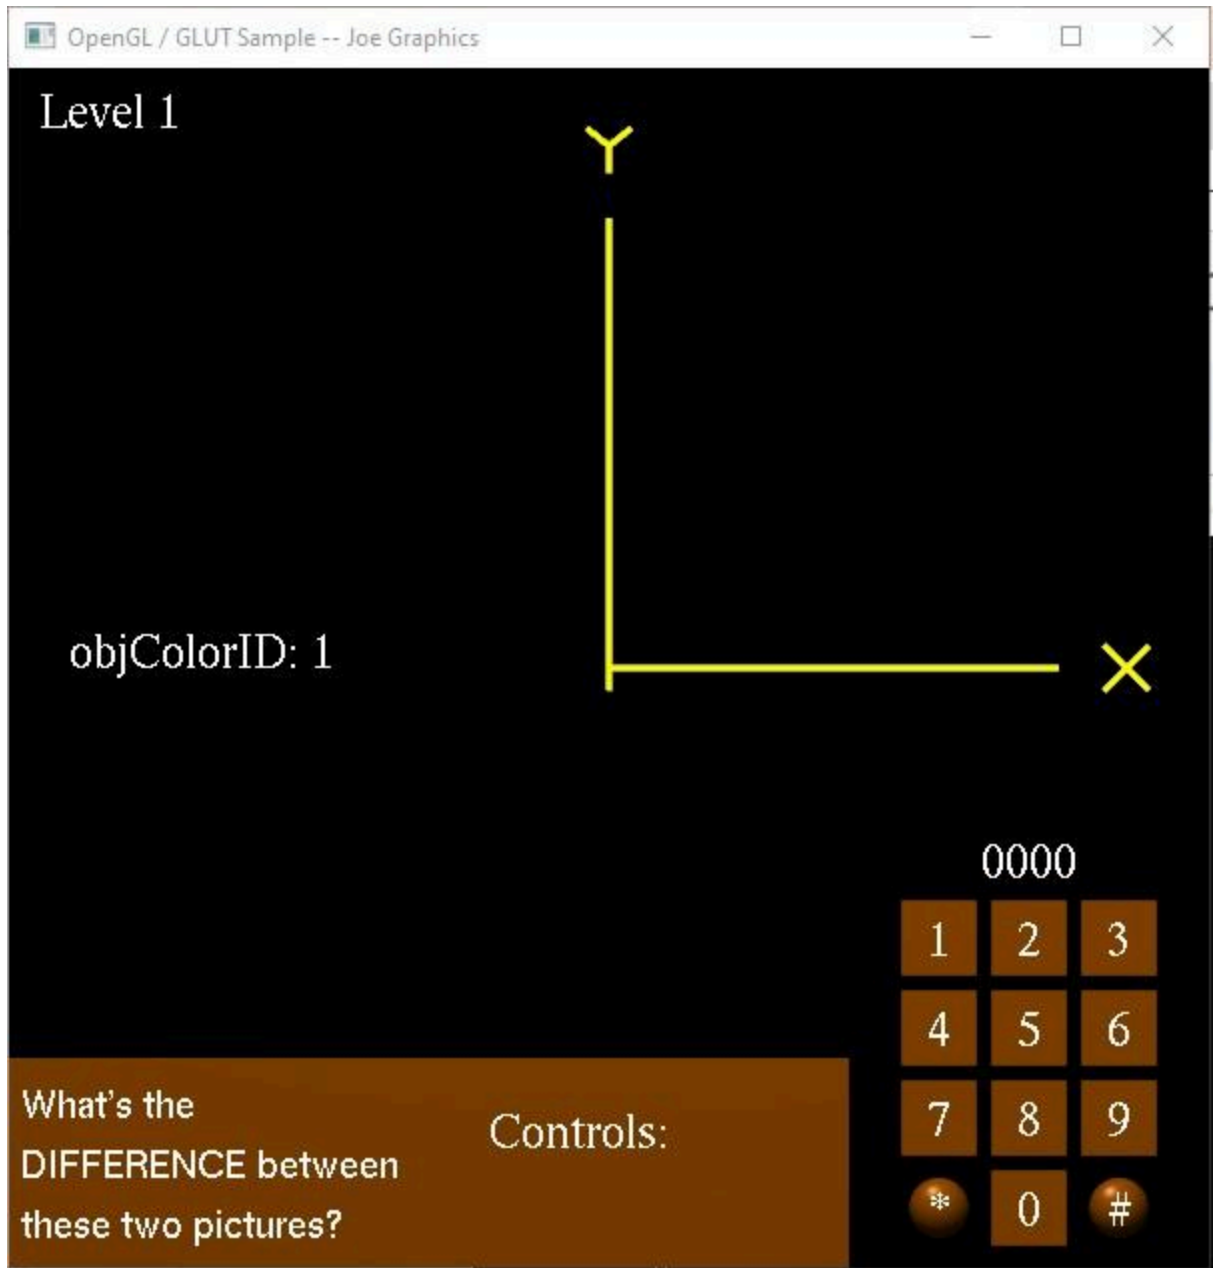 OpenGL / GLUT Sample -- Joe Graphics
Level 1
Y
objColorID: 1
X
0000
1 2 3
4 5 6
7 8 9
* 0 #
What's the
DIFFERENCE between
these two pictures?
Controls: